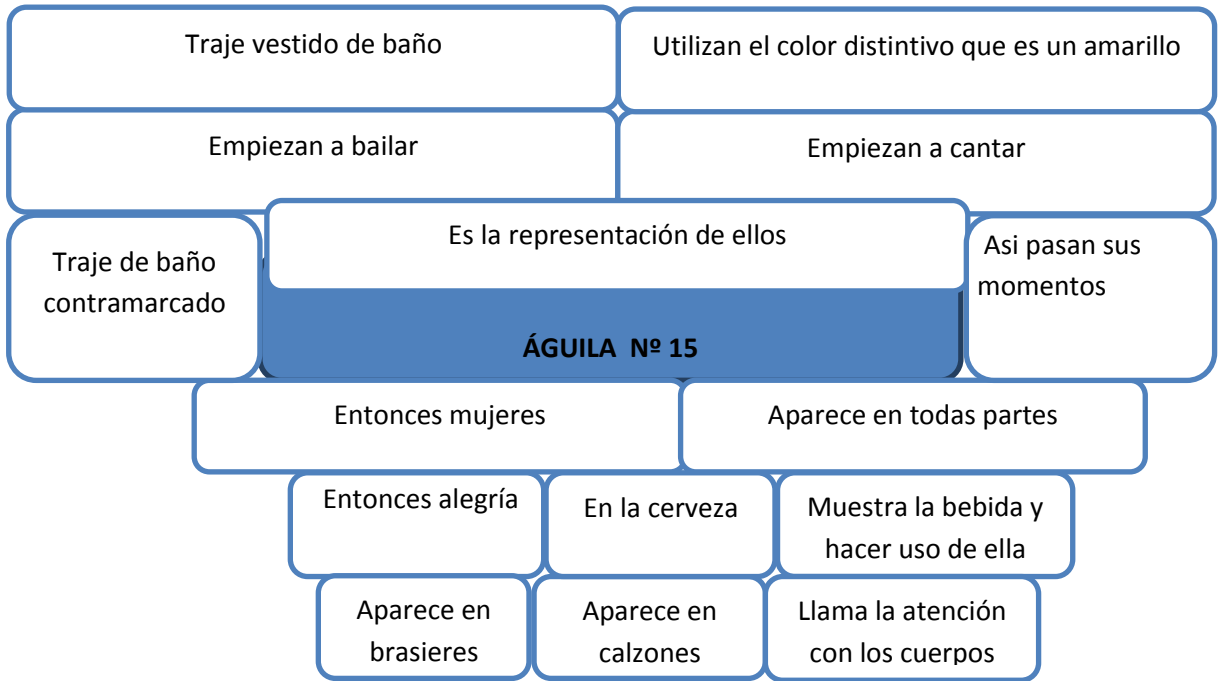 Traje vestido de baño
Utilizan el color distintivo que es un amarillo
Empiezan a bailar
Empiezan a cantar
Traje de baño
contramarcado
Es la representación de ellos
Asi pasan sus
momentos
ÁGUILA Nº 15
Entonces mujeres
Aparece en todas partes
Entonces alegría
En la cerveza
Muestra la bebida y
hacer uso de ella
Aparece en
brasieres
Aparece en
calzones
Llama la atención
con los cuerpos